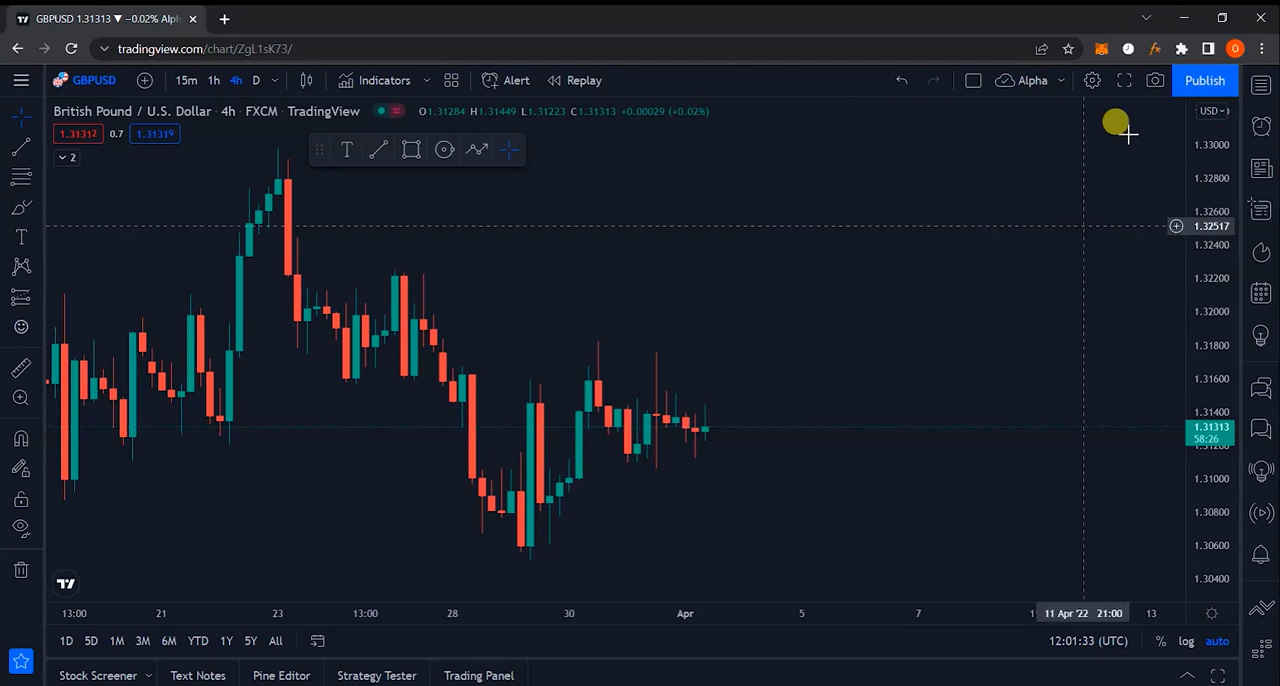 GBPUSD 1.31313 ▼ −0.02% Alph
tradingview.com/chart/ZgL1sK73/
O
GBPUSD 15m 1h 4h D Indicators Alert Replay Alpha Publish
British Pound / U.S. Dollar · 4h · FXCM · TradingView O1.31284 H1.31449 L1.31223 C1.31313 +0.00029 (+0.02%)
USD
1.31312 0.7 1.31319
2
1.33000
1.32800
1.32600
1.32517
1.32400
1.32200
1.32000
1.31800
1.31600
1.31400
1.31313
58:26
1.31200
1.31000
1.30800
1.30600
1.30400
13:00 21 23 13:00 28 30 Apr 5 7 11 Apr '22 21:00 13
1D 5D 1M 3M 6M YTD 1Y 5Y All 12:01:33 (UTC) % log auto
Stock Screener Text Notes Pine Editor Strategy Tester Trading Panel